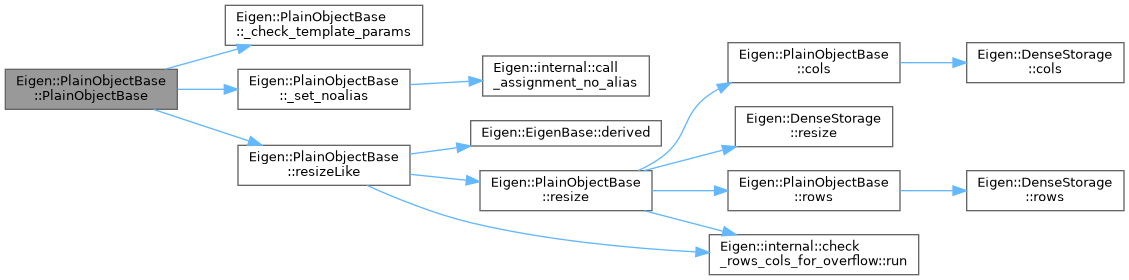 Eigen::PlainObjectBase
::PlainObjectBase
Eigen::PlainObjectBase
::_check_template_params
Eigen::PlainObjectBase
::_set_noalias
Eigen::internal::call
_assignment_no_alias
Eigen::PlainObjectBase
::resizeLike
Eigen::EigenBase::derived
Eigen::PlainObjectBase
::resize
Eigen::PlainObjectBase
::cols
Eigen::DenseStorage
::cols
Eigen::DenseStorage
::resize
Eigen::PlainObjectBase
::rows
Eigen::DenseStorage
::rows
Eigen::internal::check
_rows_cols_for_overflow::run